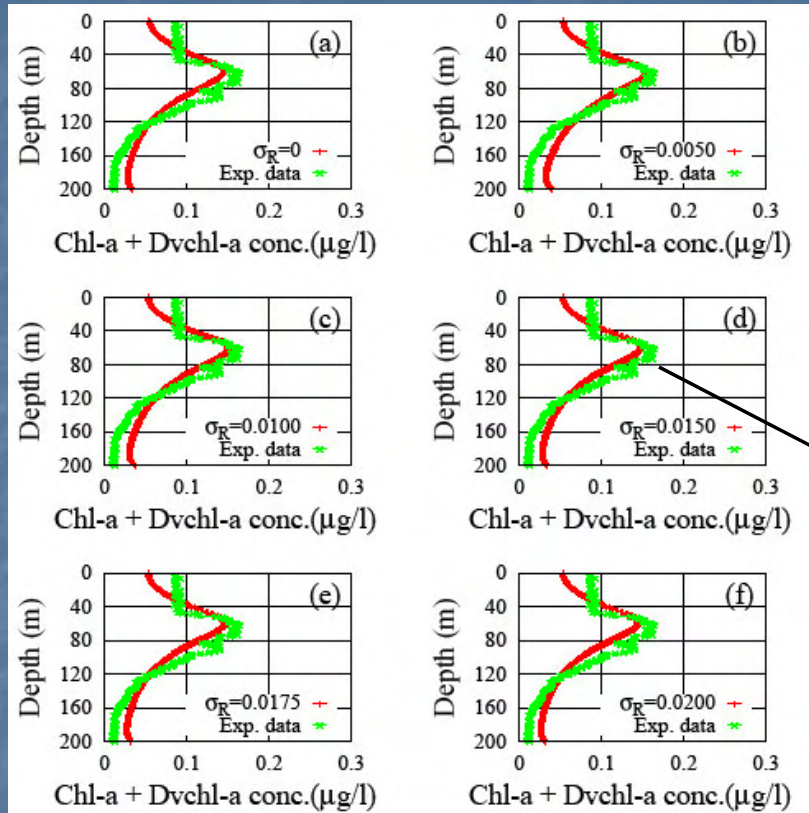 (a)
Depth (m)
0
40
80
120
160
200
σR=0
Exp. data
0 0.1 0.2 0.3
Chl-a + Dvchl-a conc.(μg/l)
(b)
Depth (m)
0
40
80
120
160
200
σR=0.0050
Exp. data
0 0.1 0.2 0.3
Chl-a + Dvchl-a conc.(μg/l)
(c)
Depth (m)
0
40
80
120
160
200
σR=0.0100
Exp. data
0 0.1 0.2 0.3
Chl-a + Dvchl-a conc.(μg/l)
(d)
Depth (m)
0
40
80
120
160
200
σR=0.0150
Exp. data
0 0.1 0.2 0.3
Chl-a + Dvchl-a conc.(μg/l)
(e)
Depth (m)
0
40
80
120
160
200
σR=0.0175
Exp. data
0 0.1 0.2 0.3
Chl-a + Dvchl-a conc.(μg/l)
(f)
Depth (m)
0
40
80
120
160
200
σR=0.0200
Exp. data
0 0.1 0.2 0.3
Chl-a + Dvchl-a conc.(μg/l)